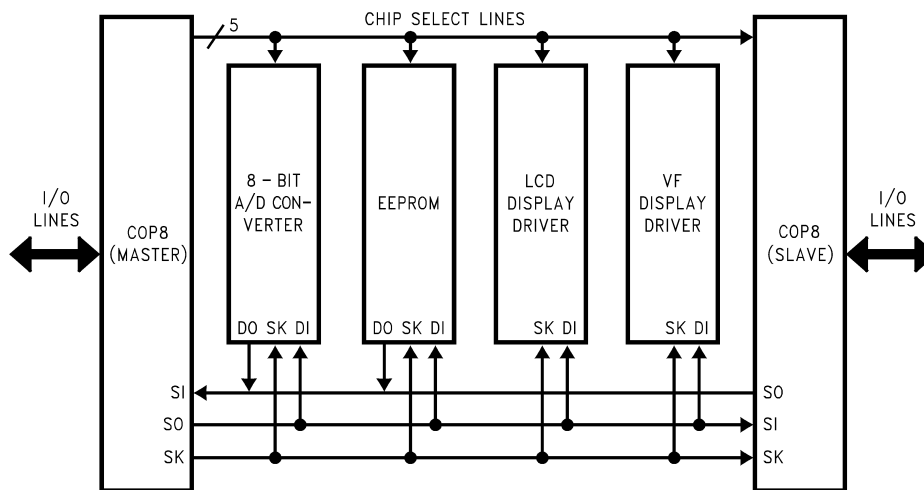 CHIP SELECT LINES
5
I/O
LINES
COP8
(MASTER)
8 – BIT
A/D CON-
VERTER
DO SK DI
EEPROM
DO SK DI
LCD
DISPLAY
DRIVER
SK DI
VF
DISPLAY
DRIVER
SK DI
COP8
(SLAVE)
I/O
LINES
SI
SO
SK
SO
SI
SK